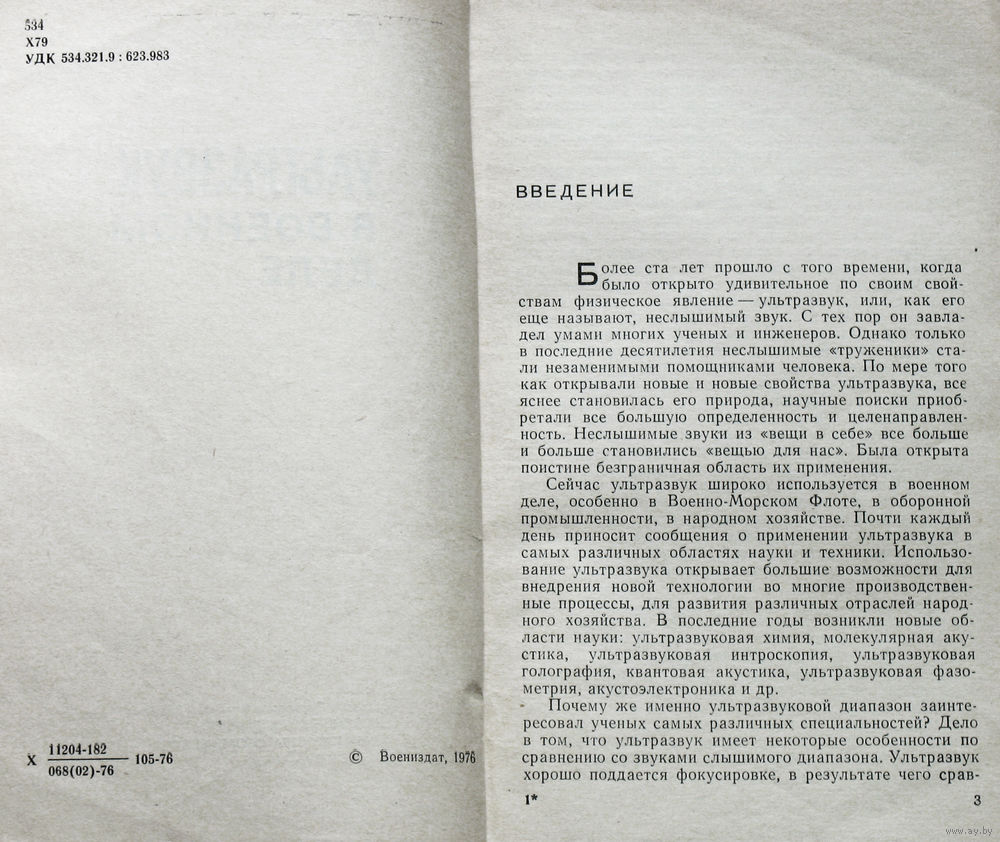 534
Х79
УДК 534.321.9 : 623.983
Х 11204-182 105-76
068(02)-76
© Воениздат, 1976
ВВЕДЕНИЕ
Более ста лет прошло с того времени, когда
было открыто удивительное по своим свой-
ствам физическое явление — ультразвук, или, как его
еще называют, неслышимый звук. С тех пор он завла-
дел умами многих ученых и инженеров. Однако только
в последние десятилетия неслышимые «труженики» ста-
ли незаменимыми помощниками человека. По мере того
как открывали новые и новые свойства ультразвука, все
яснее становилась его природа, научные поиски приоб-
ретали все большую определенность и целенаправлен-
ность. Неслышимые звуки из «вещи в себе» все больше
и больше становились «вещью для нас». Была открыта
поистине безграничная область их применения.
Сейчас ультразвук широко используется в военном
деле, особенно в Военно-Морском Флоте, в оборонной
промышленности, в народном хозяйстве. Почти каждый
день приносит сообщения о применении ультразвука в
самых различных областях науки и техники. Использо-
вание ультразвука открывает большие возможности для
внедрения новой технологии во многие производствен-
ные процессы, для развития различных отраслей народ-
ного хозяйства. В последние годы возникли новые об-
ласти науки: ультразвуковая химия, молекулярная аку-
стика, ультразвуковая интроскопия, ультразвуковая
голография, квантовая акустика, ультразвуковая фазо-
метрия, акустоэлектроника и др.
Почему же именно ультразвуковой диапазон заинте-
ресовал ученых самых различных специальностей? Дело
в том, что ультразвук имеет некоторые особенности по
сравнению со звуками слышимого диапазона. Ультразвук
хорошо поддается фокусировке, в результате чего срав-
1*
3
www.ay.by